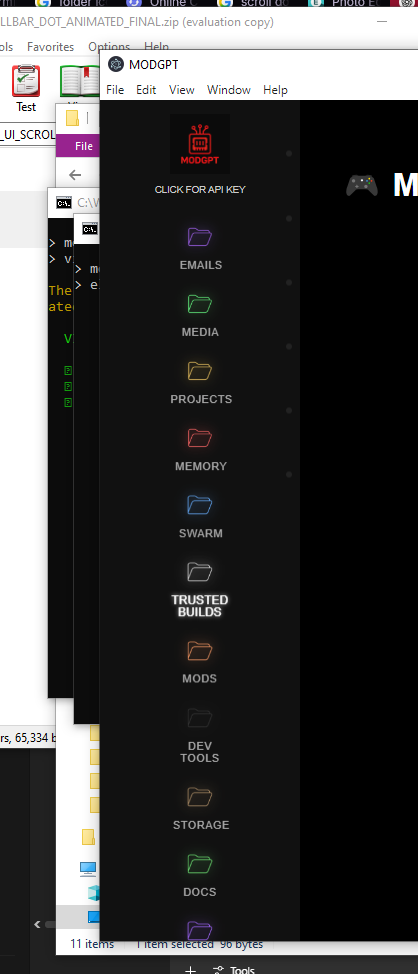 LLBAR_DOT_ANIMATED_FINAL.zip (evaluation copy)
Favorites
Options
Help
Test
_UI_SCROL
File
C:\
MODGPT
File Edit View Window Help
MODGPT
CLICK FOR API KEY
EMAILS
MEDIA
PROJECTS
MEMORY
SWARM
TRUSTED
BUILDS
MODS
DEV
TOOLS
STORAGE
DOCS
> m
> v
> m
> e
The
ate
V
65,334 b
11 items
1 item selected 96 bytes
Tools